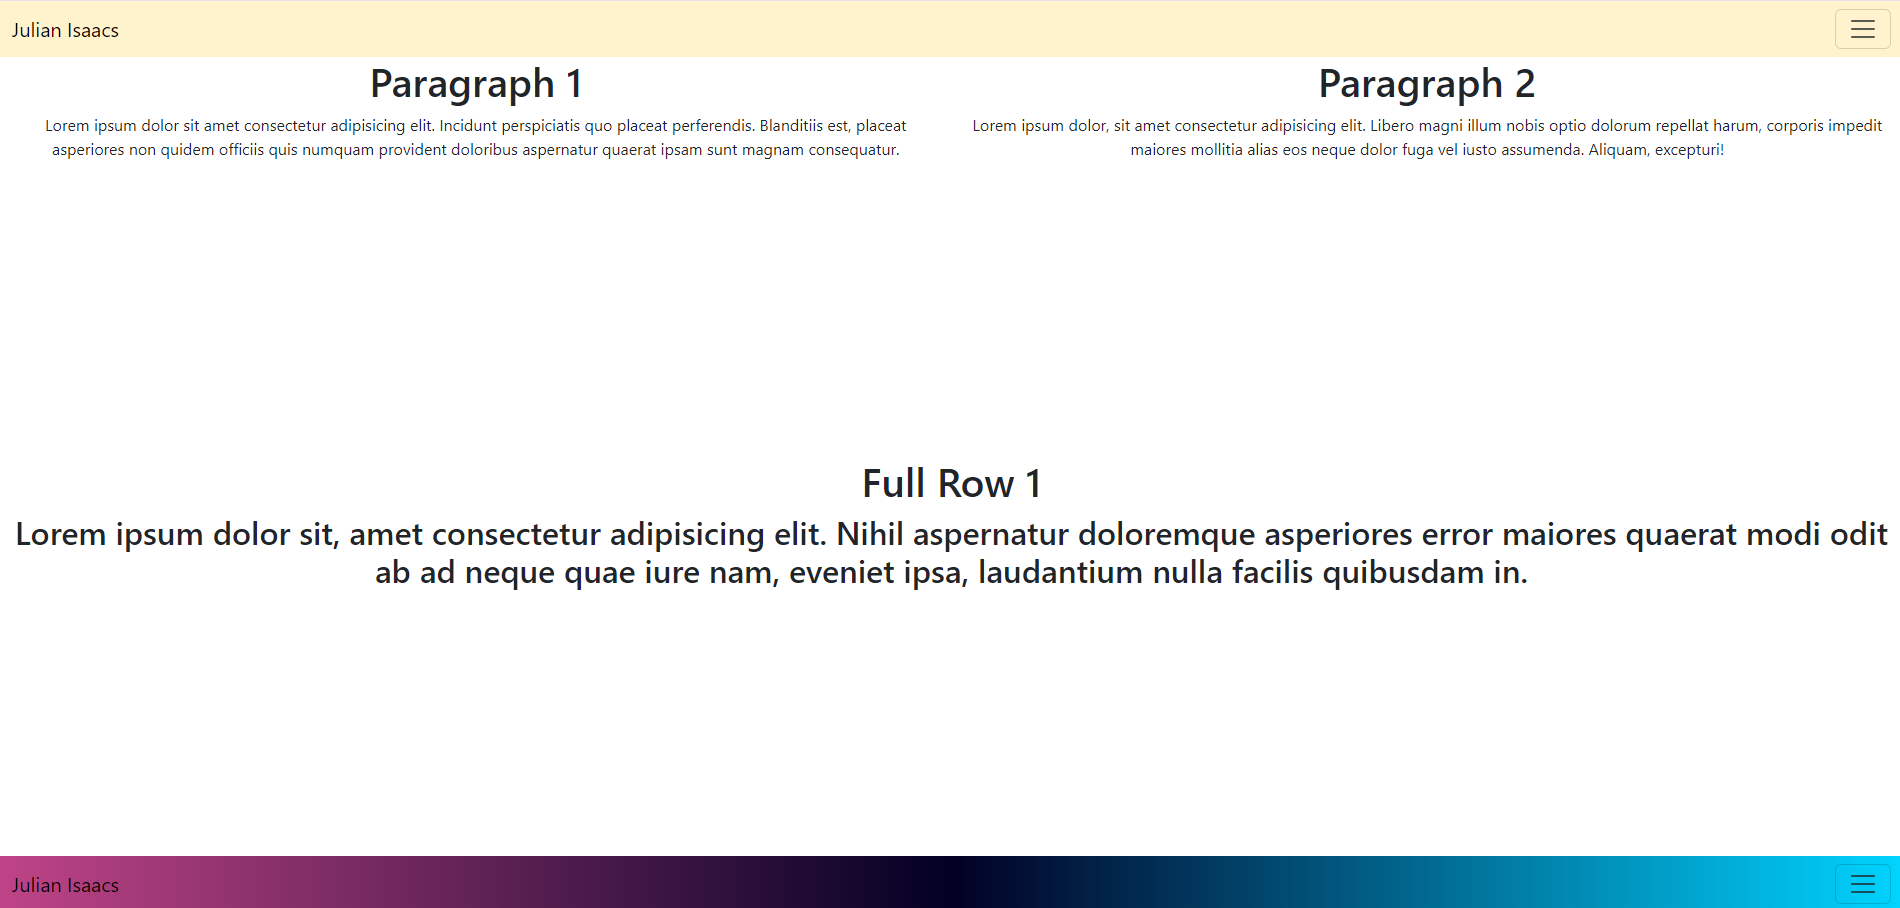 Julian Isaacs
Paragraph 1
Lorem ipsum dolor sit amet consectetur adipisicing elit. Incidunt perspiciatis quo placeat perferendis. Blanditiis est, placeat
asperiores non quidem officiis quis numquam provident doloribus aspernatur quaerat ipsam sunt magnam consequatur.
Paragraph 2
Lorem ipsum dolor, sit amet consectetur adipisicing elit. Libero magni illum nobis optio dolorum repellat harum, corporis impedit
maiores mollitia alias eos neque dolor fuga vel iusto assumenda. Aliquam, excepturi!
Full Row 1
Lorem ipsum dolor sit, amet consectetur adipisicing elit. Nihil aspernatur doloremque asperiores error maiores quaerat modi odit
ab ad neque quae iure nam, eveniet ipsa, laudantium nulla facilis quibusdam in.
Julian Isaacs